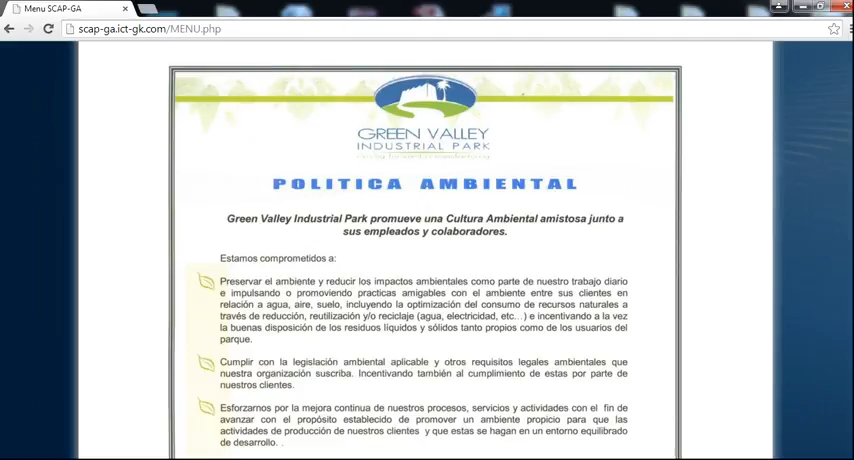 Menu SCAP-GA
scap-ga.ict-gk.com/MENU.php
GREEN VALLEY
INDUSTRIAL PARK
POLITICA AMBIENTAL
Green Valley Industrial Park promueve una Cultura Ambiental amistosa junto a
sus empleados y colaboradores.
Estamos comprometidos a:
Preservar el ambiente y reducir los impactos ambientales como parte de nuestro trabajo diario
e impulsando o promoviendo practicas amigables con el ambiente entre sus clientes en
relación a agua, aire, suelo, incluyendo la optimización del consumo de recursos naturales a
través de reducción, reutilización y/o reciclaje (agua, electricidad, etc...) e incentivando a la vez
la buenas disposición de los residuos líquidos y sólidos tanto propios como de los usuarios del
parque.
Cumplir con la legislación ambiental aplicable y otros requisitos legales ambientales que
nuestra organización suscriba. Incentivando también al cumplimiento de estas por parte de
nuestros clientes.
Esforzarnos por la mejora continua de nuestros procesos, servicios y actividades con el fin de
avanzar con el propósito establecido de promover un ambiente propicio para que las
actividades de producción de nuestros clientes y que estas se hagan en un entorno equilibrado
de desarrollo. .